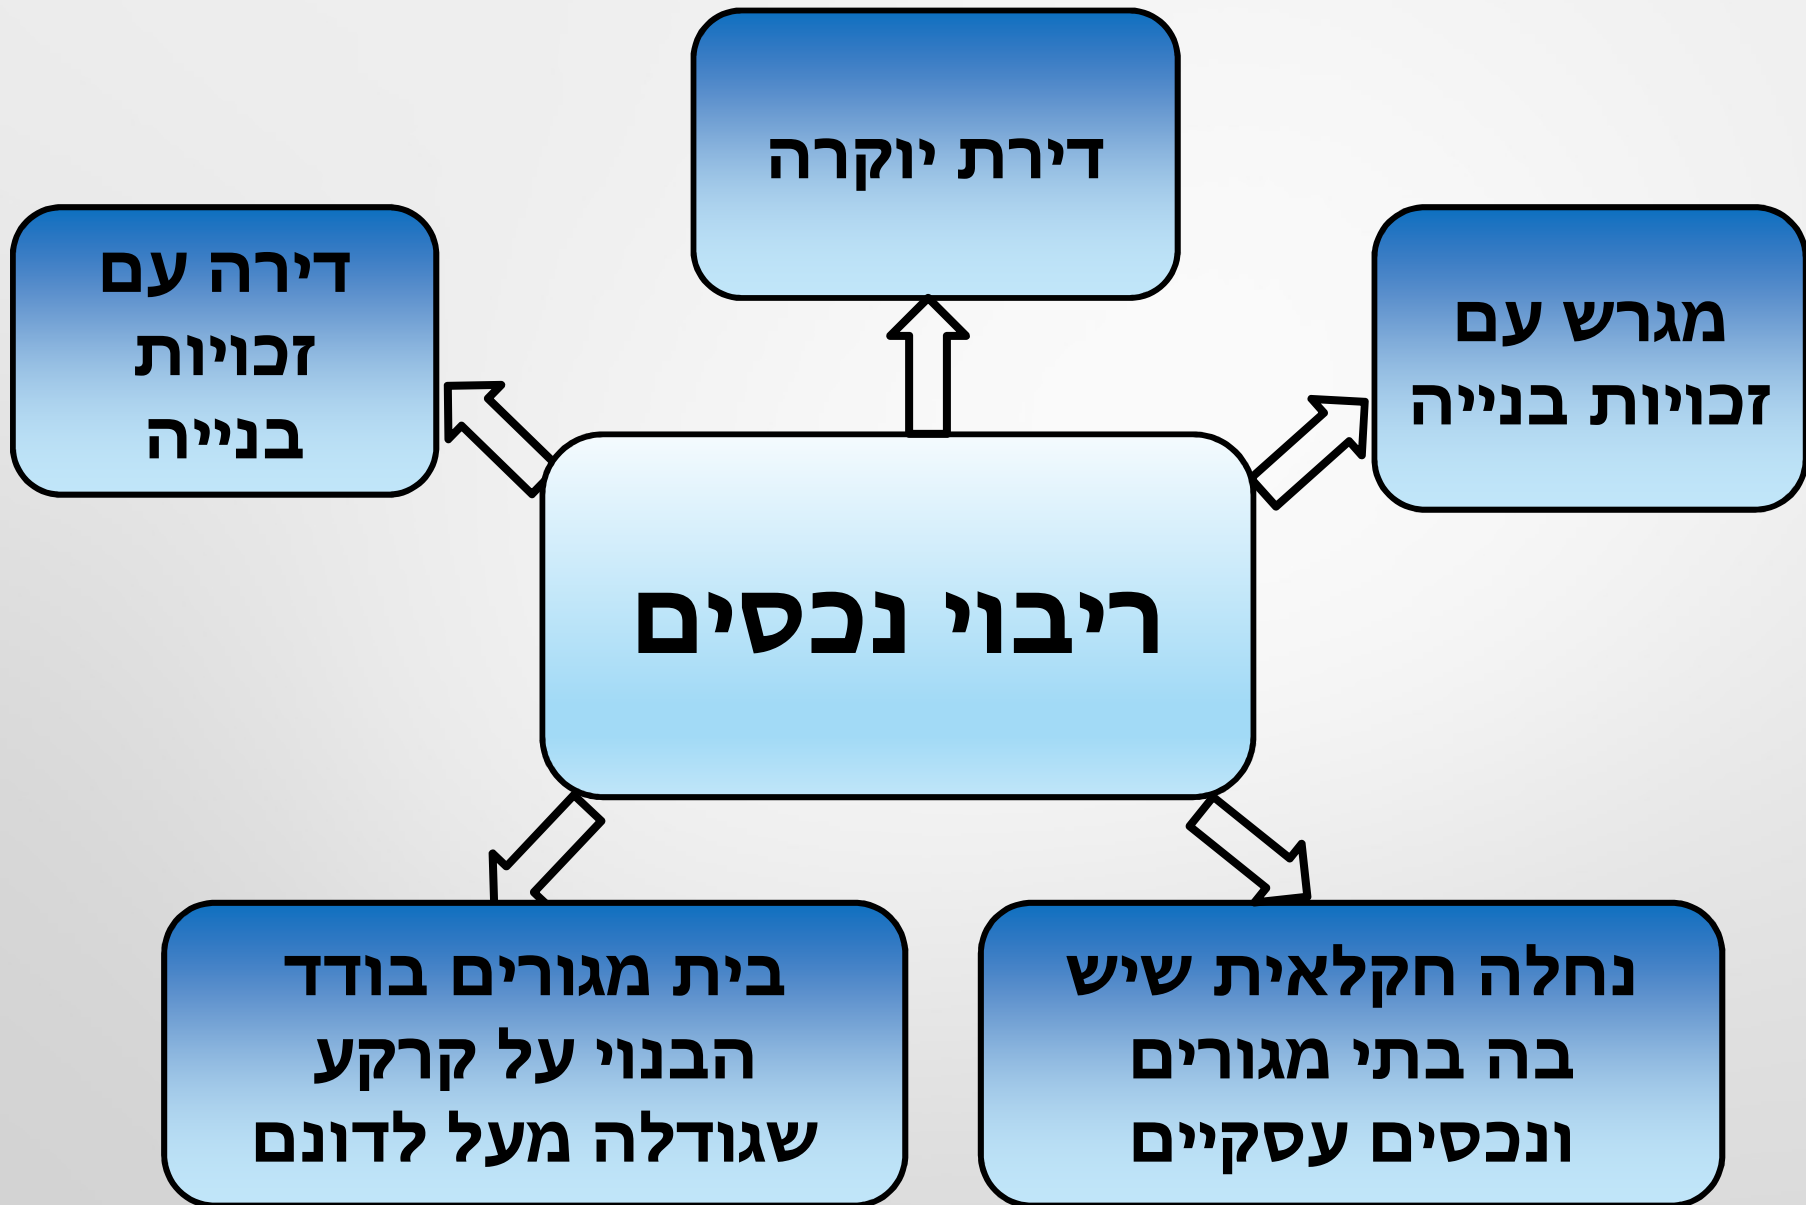 דירת יוקרה
מגרש עם
זכויות בנייה
דירה עם
זכויות
בנייה
ריבוי נכסים
נחלה חקלאית שיש
בה בתי מגורים
ונכסים עסקיים
בית מגורים בודד
הבנוי על קרקע
שגודלה מעל לדונם